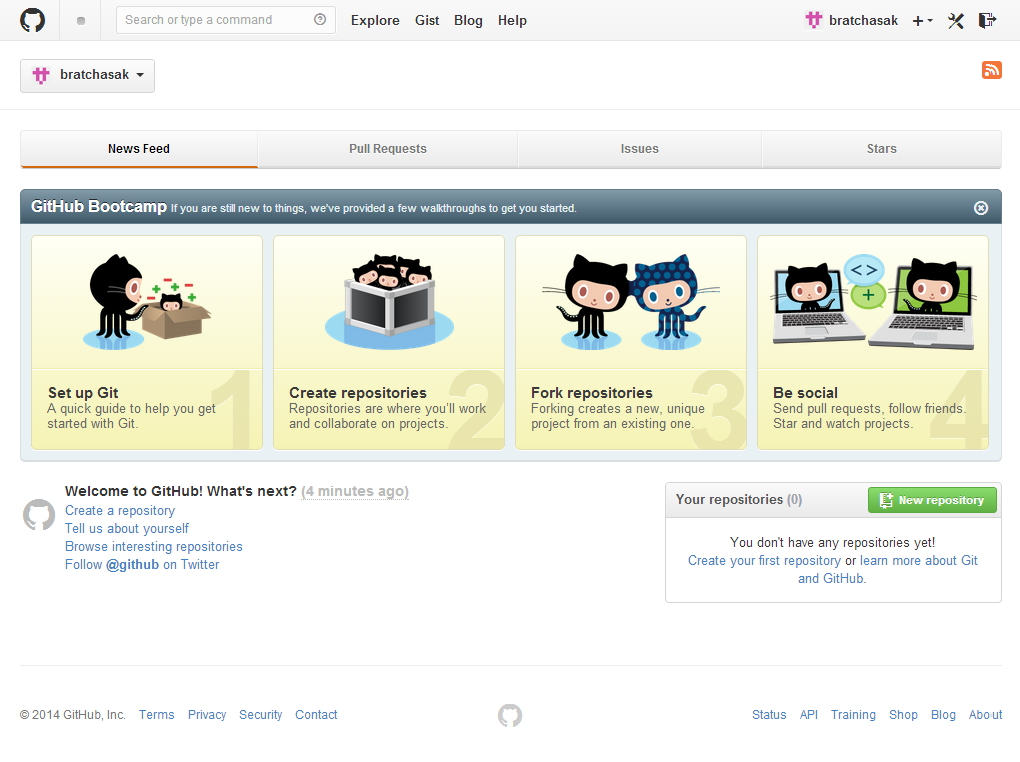 Search or type a command Explore Gist Blog Help bratchasak
bratchasak
News Feed Pull Requests Issues Stars
GitHub Bootcamp If you are still new to things, we've provided a few walkthroughs to get you started.
1
Set up Git
A quick guide to help you get
started with Git.
2
Create repositories
Repositories are where you'll work
and collaborate on projects.
3
Fork repositories
Forking creates a new, unique
project from an existing one.
<> +
4
Be social
Send pull requests, follow friends.
Star and watch projects.
Welcome to GitHub! What's next? (4 minutes ago)
Create a repository
Tell us about yourself
Browse interesting repositories
Follow @github on Twitter
Your repositories (0) New repository
You don't have any repositories yet!
Create your first repository or learn more about Git
and GitHub.
© 2014 GitHub, Inc. Terms Privacy Security Contact Status API Training Shop Blog About